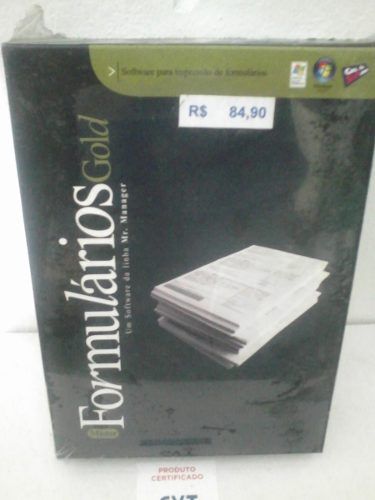 Software para impressão de formulários
R$ 84,90
Formulários Gold
Um Software da linha Mr. Manager
PRODUTO
CERTIFICADO